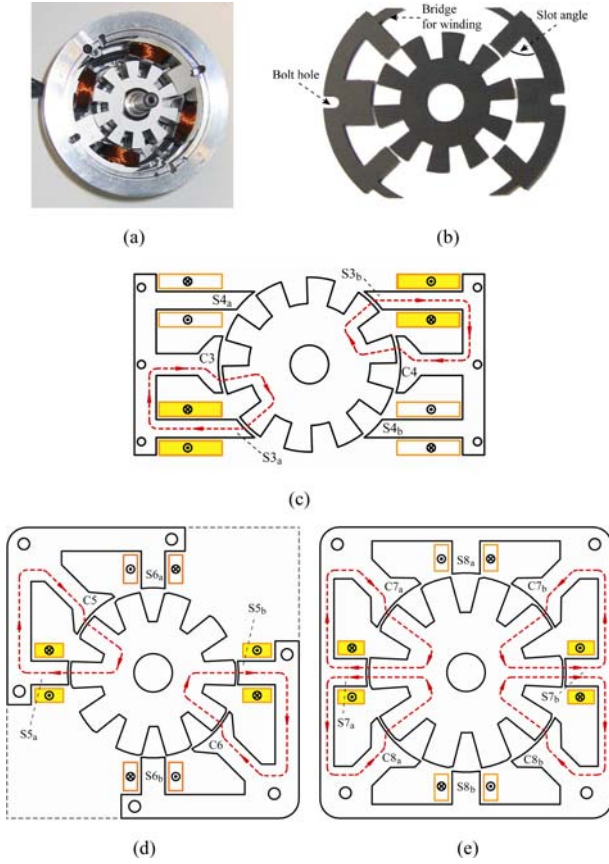 Bridge
for winding
Slot angle
Bolt hole
(a)
(b)
S3b
S4a
C3
C4
S4b
S3a
(c)
S6a
C5
S5b
S5a
C6
S6b
(d)
S8a
C7a
C7b
S7a
S7b
C8a
C8b
S8b
(e)